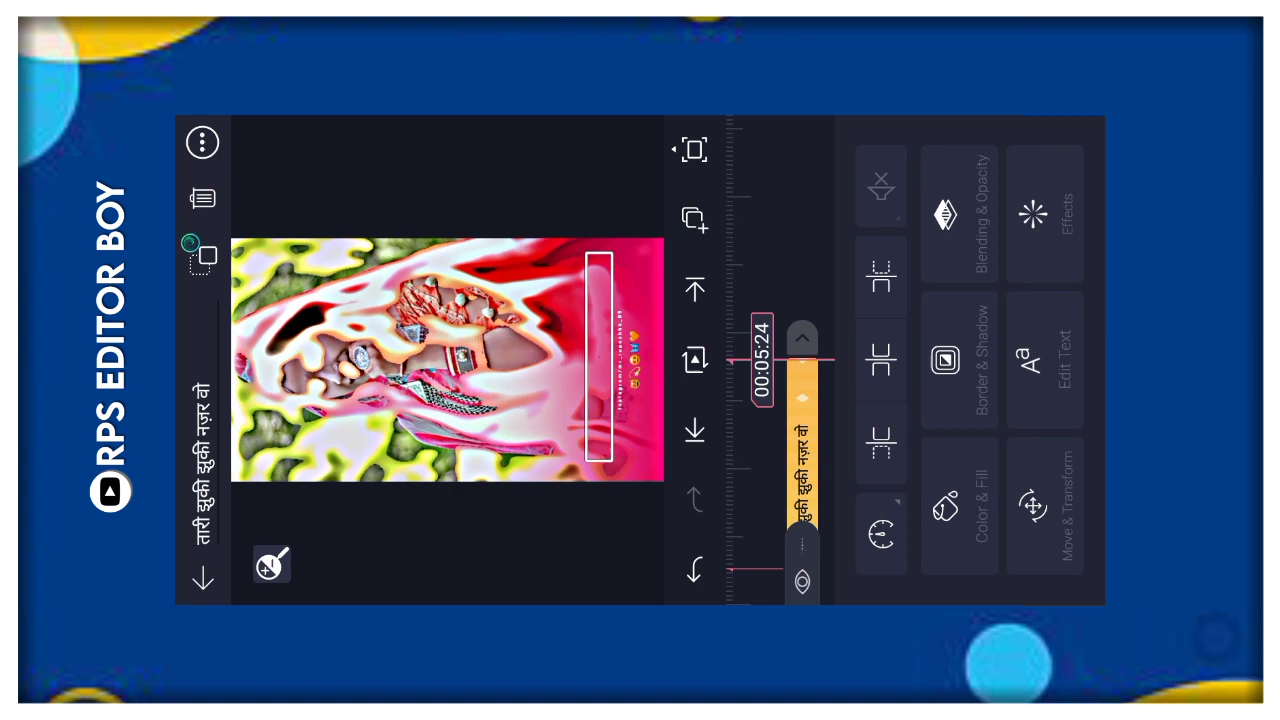 RPS EDITOR BOY
तारी झुकी झुकी नज़र वो
00:05:24
झुकी झुकी नज़र वो
Blending & Opacity
Border & Shadow
Color & Fill
Effects
Edit Text
Aa
Move & Transform